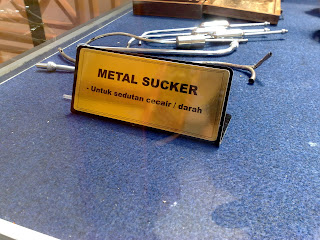 METAL SUCKER
- Untuk sedutan cecair / darah